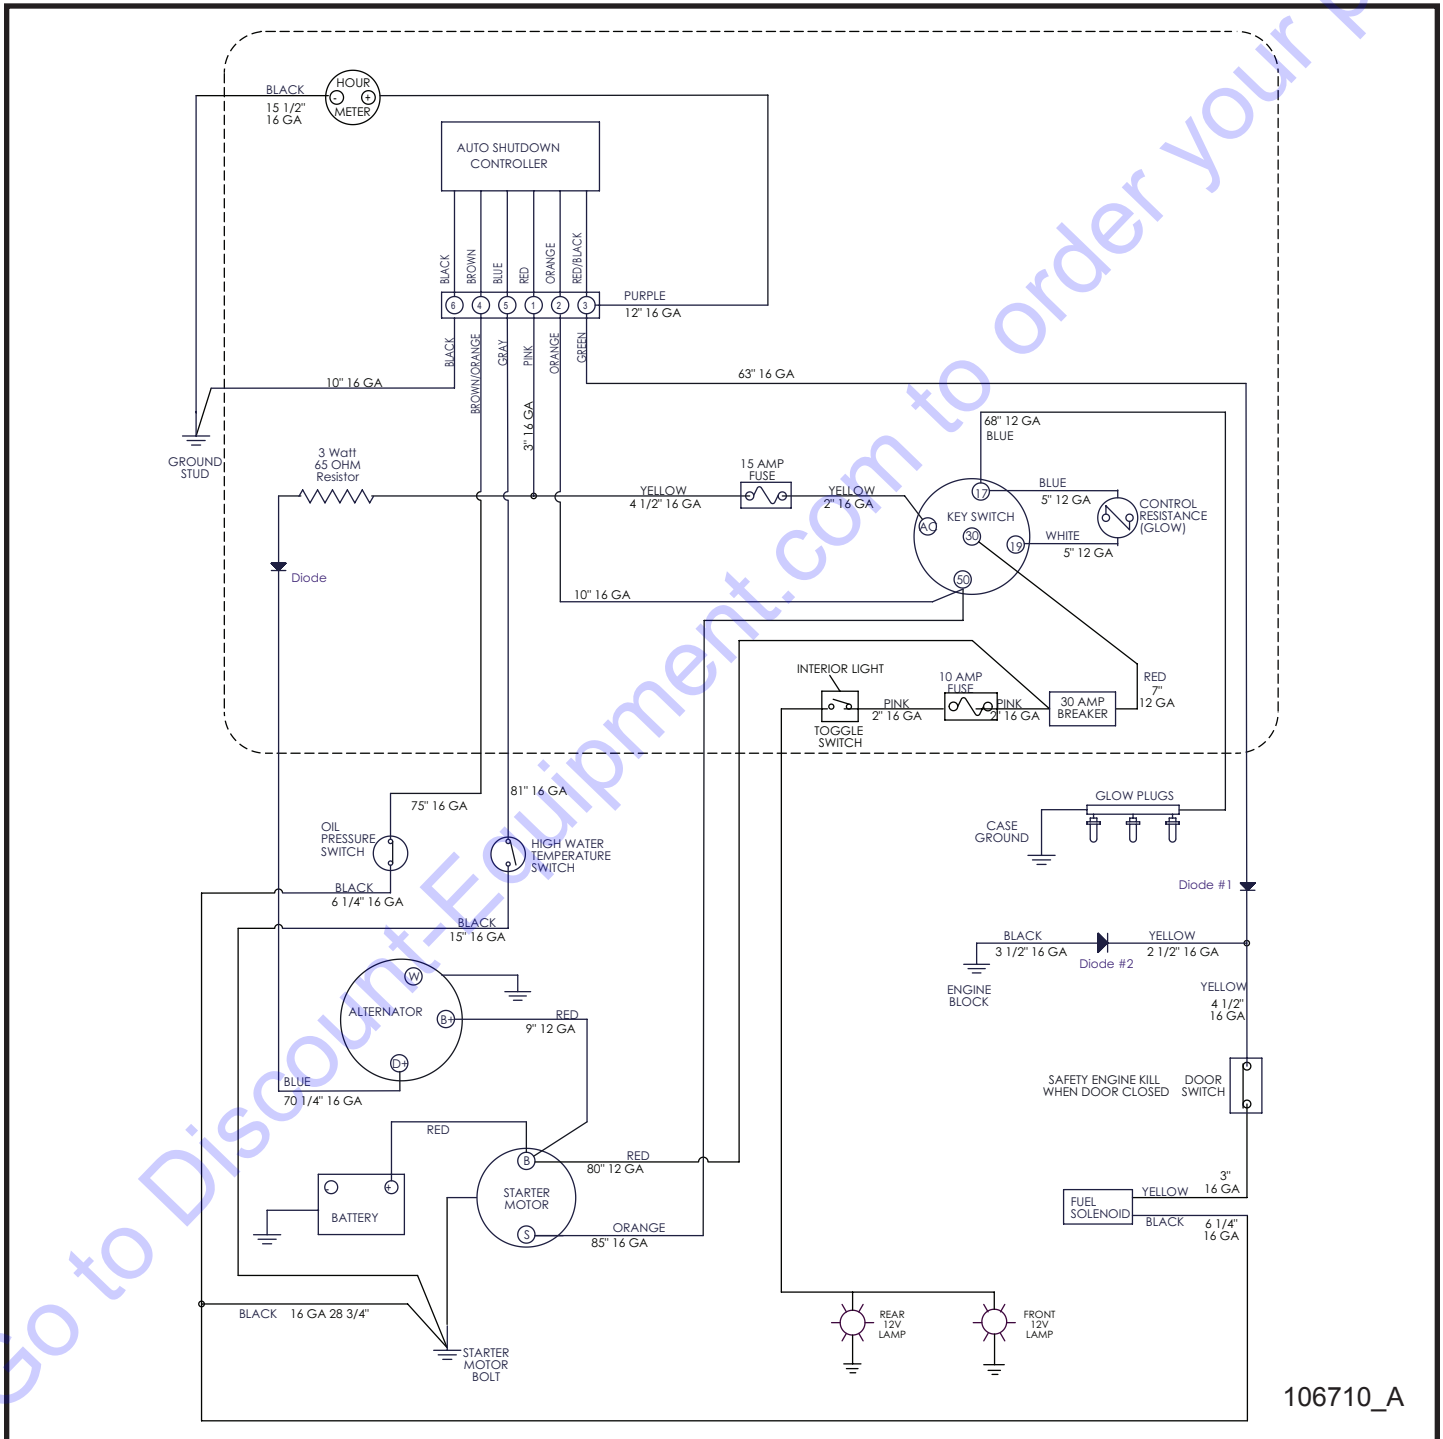 HOUR
- +
METER
BLACK
15 1/2"
16 GA
AUTO SHUTDOWN
CONTROLLER
BLACK
BROWN
BLUE
RED
ORANGE
RED/BLACK
6 4 5 1 2 3
PURPLE
12" 16 GA
BLACK
BROWN/ORANGE
GRAY
PINK
ORANGE
GREEN
10" 16 GA
3" 16 GA
63" 16 GA
GROUND
STUD
3 Watt
65 OHM
Resistor
YELLOW
4 1/2" 16 GA
15 AMP
FUSE
YELLOW
2" 16 GA
68" 12 GA
BLUE
17
KEY SWITCH
AC
30
19
50
BLUE
5" 12 GA
WHITE
5" 12 GA
CONTROL
RESISTANCE
(GLOW)
Diode
10" 16 GA
INTERIOR LIGHT
TOGGLE
SWITCH
PINK
2" 16 GA
10 AMP
FUSE
PINK
2" 16 GA
30 AMP
BREAKER
RED
7"
12 GA
75" 16 GA
81" 16 GA
OIL
PRESSURE
SWITCH
HIGH WATER
TEMPERATURE
SWITCH
BLACK
6 1/4" 16 GA
BLACK
15" 16 GA
GLOW PLUGS
CASE
GROUND
Diode #1
BLACK
3 1/2" 16 GA
YELLOW
2 1/2" 16 GA
Diode #2
ENGINE
BLOCK
YELLOW
4 1/2"
16 GA
W
ALTERNATOR
B+
D+
RED
9" 12 GA
BLUE
70 1/4" 16 GA
SAFETY ENGINE KILL
WHEN DOOR CLOSED
DOOR
SWITCH
RED
- +
BATTERY
B
STARTER
MOTOR
S
RED
80" 12 GA
ORANGE
85" 16 GA
FUEL
SOLENOID
YELLOW
3"
16 GA
BLACK
6 1/4"
16 GA
BLACK 16 GA 28 3/4"
STARTER
MOTOR
BOLT
REAR
12V
LAMP
FRONT
12V
LAMP
106710_A
Go to Discount-Equipment.com to order your p